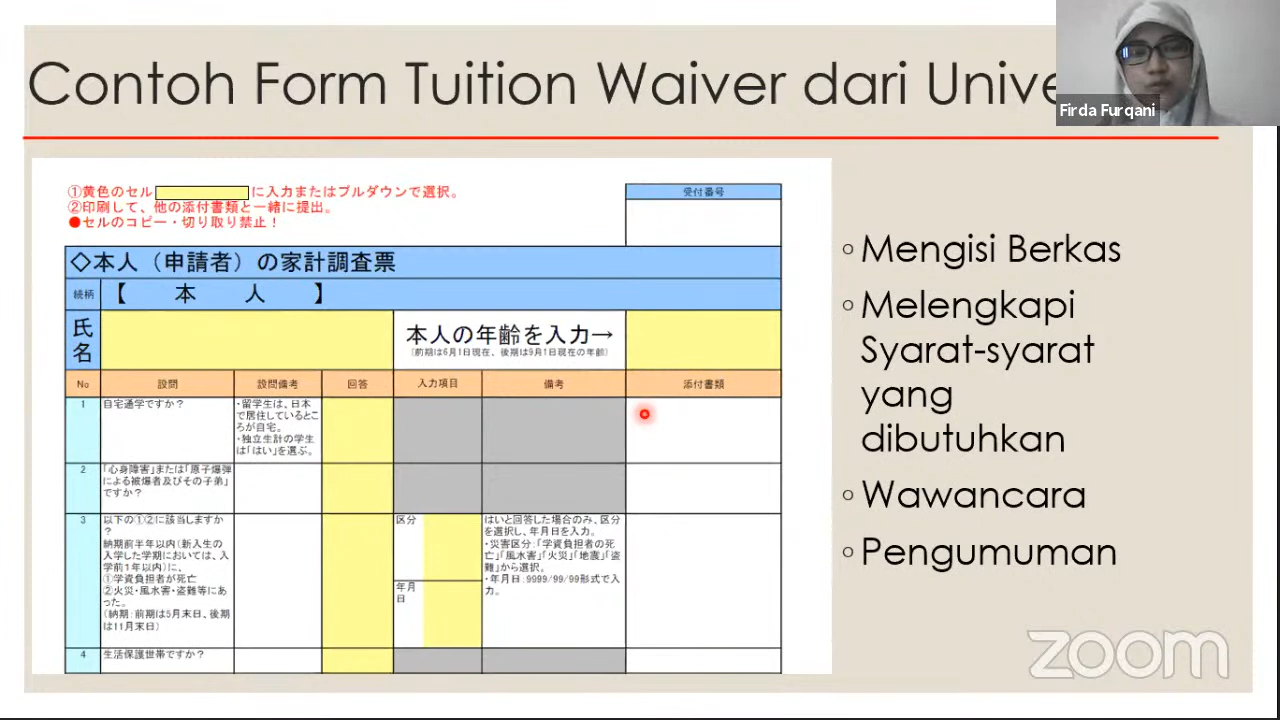 Contoh Form Tuition Waiver dari Unive
Firda Furqani
①黄色のセル に入力またはプルダウンで選択。
②印刷して、他の添付書類と一緒に提出。
●セルのコピー・切り取り禁止！
受付番号
◇本人（申請者）の家計調査票
続柄 【 本 人 】
氏名
本人の年齢を入力→
(前期は6月1日現在、後期は9月1日現在の年齢)
No 設問 設問備考 回答 入力項目 備考 添付書類
1 自宅通学ですか？
・留学生は、日本
で居住しているとこ
ろが自宅。
・独立生計の学生
は「はい」を選ぶ。
2 「心身障害」または「原子爆弾
による被爆者及びその子弟」
ですか？
3 以下の①②に該当しますか
？
納期前半年以内（新入生の
入学した学期においては、入
学前1年以内）に、
①学資負担者が死亡
②火災・風水害・盗難等にあ
った。
（納期：前期は5月末日、後期
は11月末日）
区分
年月
日
はいと回答した場合のみ、区分
を選択し、年月日を入力。
・災害区分：「学資負担者の死
亡」「風水害」「火災」「地震」「盗
難」から選択。
・年月日：9999/99/99形式で入
力。
4 生活保護世帯ですか？
◦ Mengisi Berkas
◦ Melengkapi
Syarat-syarat
yang
dibutuhkan
◦ Wawancara
◦ Pengumuman
zoom